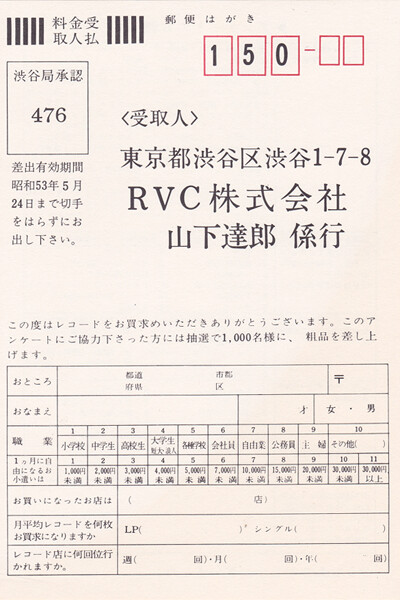 料金受
取人払
郵便はがき
150-
渋谷局承認
476
差出有効期間
昭和53年5月
24日まで切手
をはらずにお
出し下さい。
〈受取人〉
東京都渋谷区渋谷1-7-8
RVC株式会社
山下達郎 係行
この度はレコードをお買求めいただきありがとうございます。このア
ンケートにご協力下さった方には抽選で1,000名様に、粗品を差し上
げます。
おところ 都道 市郡 〒
府県 区
おなまえ 才 女・男
1 2 3 4 5 6 7 8 9 10
職業 小学校 中学生 高校生 大学生 短大・浪人 各種学校 会社員 自由業 公務員 主婦 その他( )
1 2 3 4 5 6 7 8 9 10 11
1ヵ月に自由になるお小遣いは 1,000円未満 2,000円未満 3,000円未満 4,000円未満 5,000円未満 7,000円未満 10,000円未満 15,000円未満 20,000円未満 30,000円未満 30,000円以上
お買いになったお店は ( 店)
月平均レコードを何枚
お買求になりますか LP( )・シングル( )
レコード店に何回位行
かれますか。 週( 回)・月( 回)・年( 回)